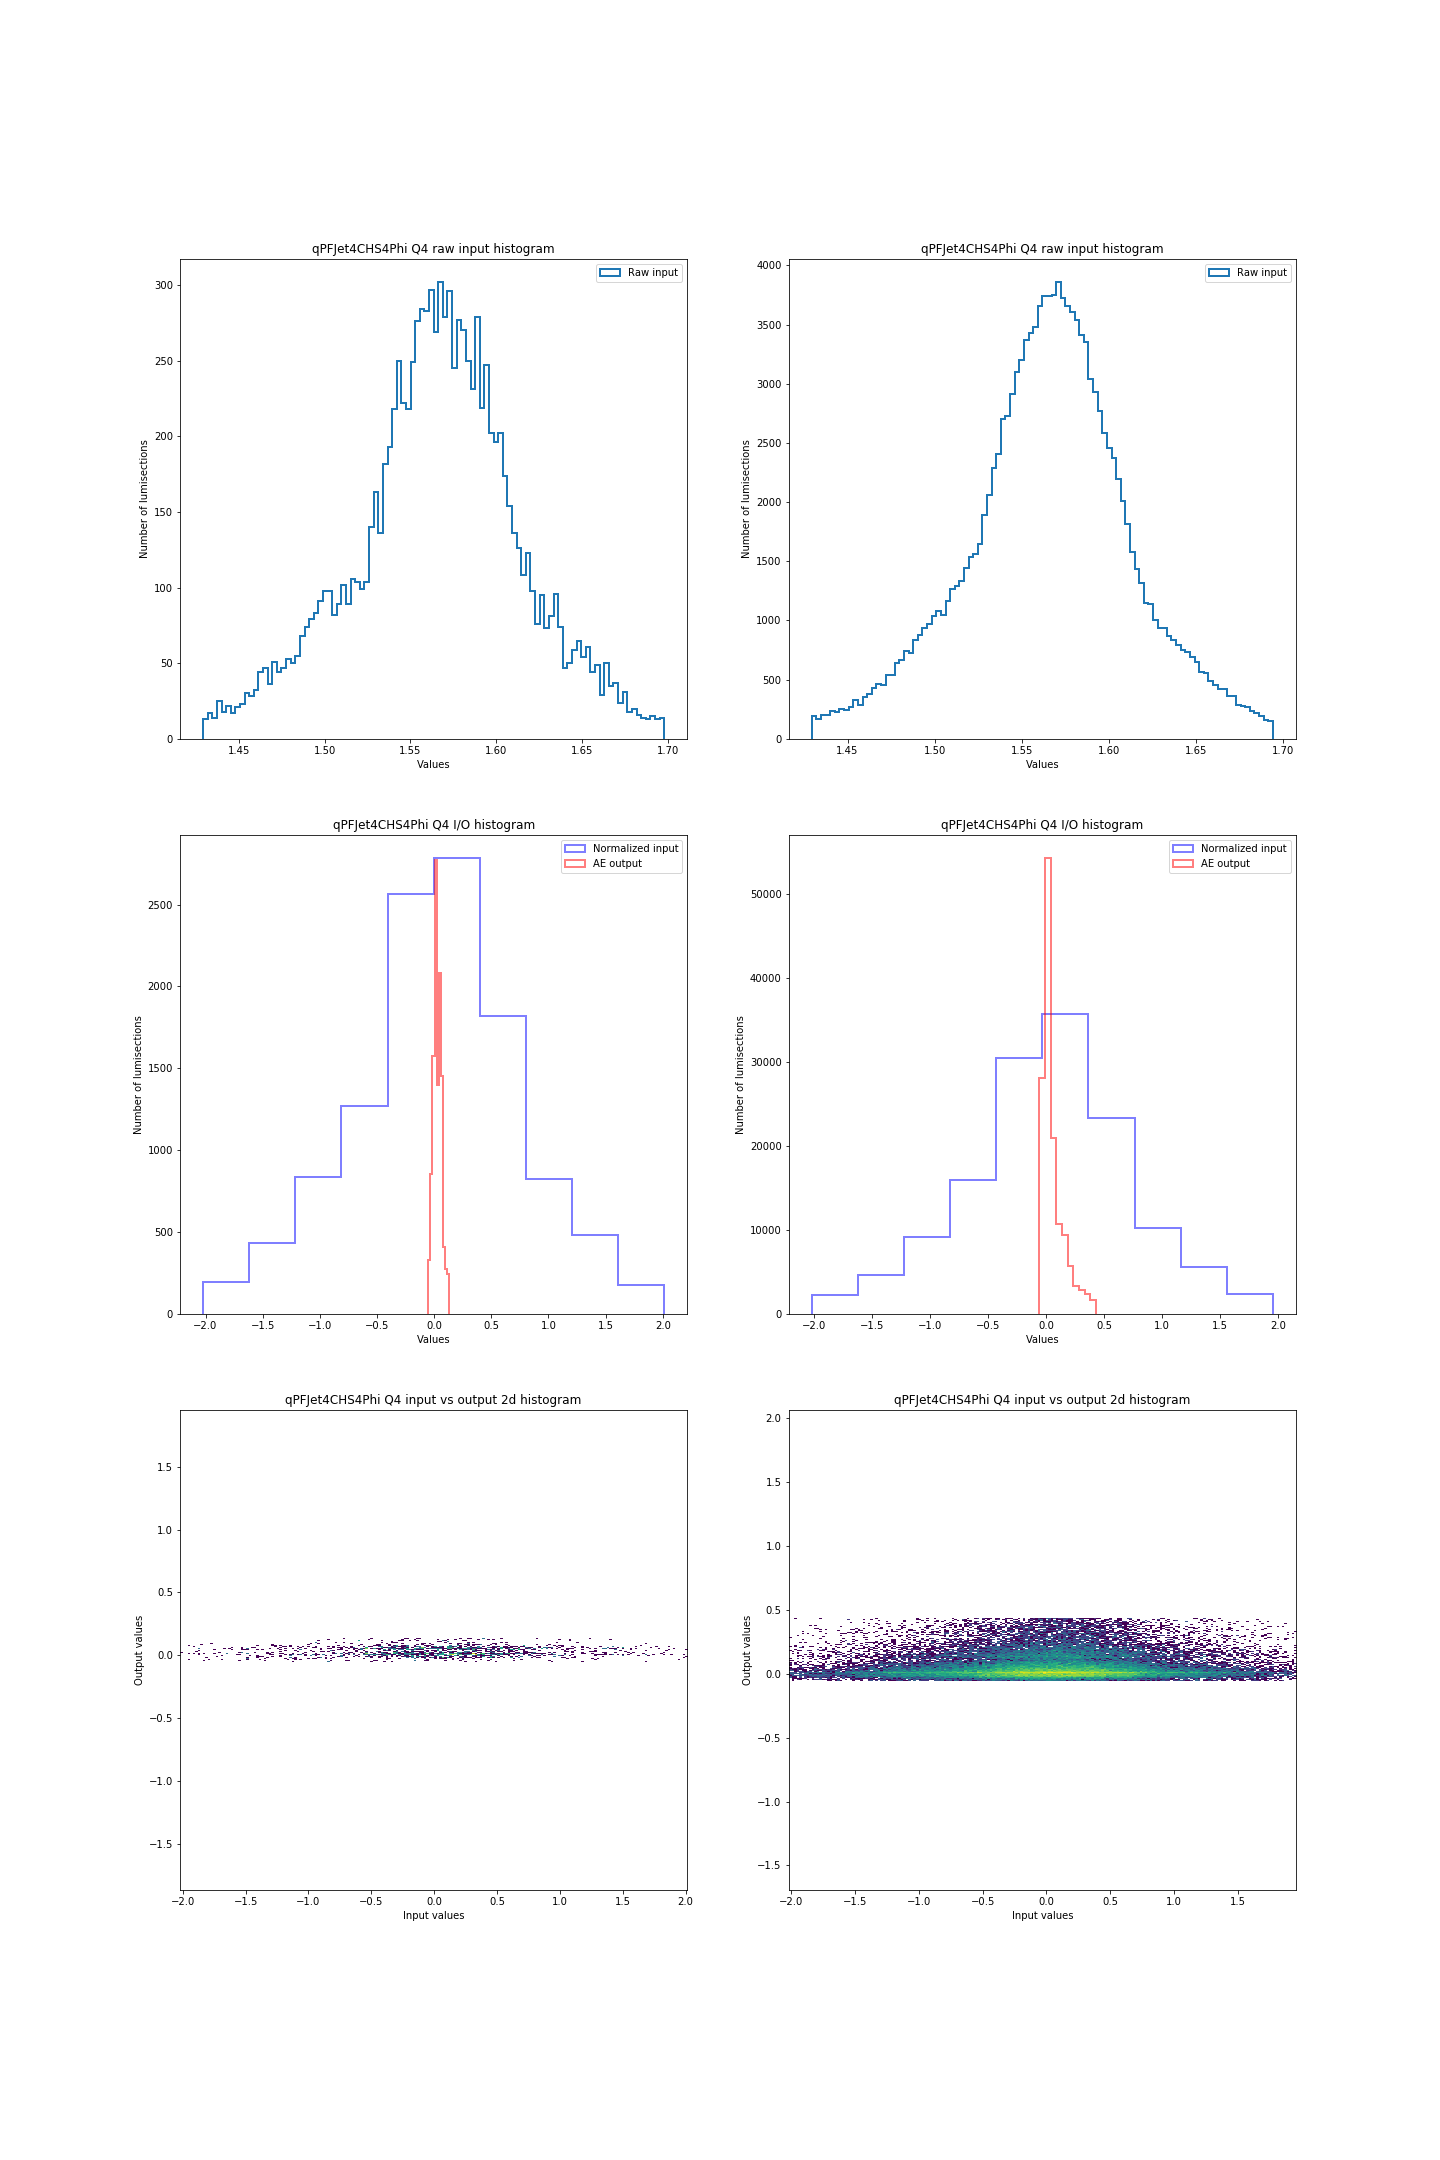 qPFJet4CHS4Phi Q4 raw input histogram
Raw input
Number of lumisections
300
250
200
150
100
50
0
1.45 1.50 1.55 1.60 1.65 1.70
Values
qPFJet4CHS4Phi Q4 raw input histogram
Raw input
Number of lumisections
4000
3500
3000
2500
2000
1500
1000
500
0
1.45 1.50 1.55 1.60 1.65 1.70
Values
qPFJet4CHS4Phi Q4 I/O histogram
Normalized input
AE output
Number of lumisections
2500
2000
1500
1000
500
0
−2.0 −1.5 −1.0 −0.5 0.0 0.5 1.0 1.5 2.0
Values
qPFJet4CHS4Phi Q4 I/O histogram
Normalized input
AE output
Number of lumisections
50000
40000
30000
20000
10000
0
−2.0 −1.5 −1.0 −0.5 0.0 0.5 1.0 1.5 2.0
Values
qPFJet4CHS4Phi Q4 input vs output 2d histogram
Output values
1.5
1.0
0.5
0.0
−0.5
−1.0
−1.5
−2.0 −1.5 −1.0 −0.5 0.0 0.5 1.0 1.5 2.0
Input values
qPFJet4CHS4Phi Q4 input vs output 2d histogram
Output values
2.0
1.5
1.0
0.5
0.0
−0.5
−1.0
−1.5
−2.0 −1.5 −1.0 −0.5 0.0 0.5 1.0 1.5
Input values